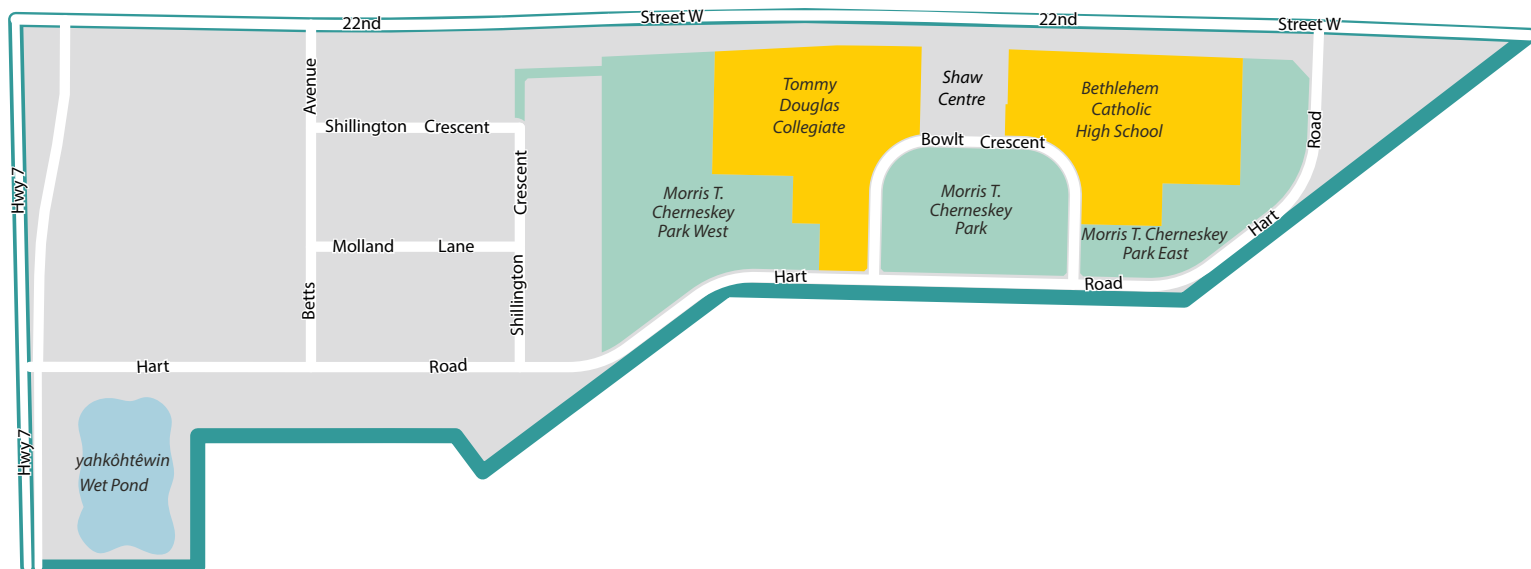 22nd
Street W
22nd
Street W
Hwy 7
Avenue
Shillington Crescent
Crescent
Tommy
Douglas
Collegiate
Shaw
Centre
Bethlehem
Catholic
High School
Road
Bowlt Crescent
Morris T.
Cherneskey
Park West
Morris T.
Cherneskey
Park
Morris T. Cherneskey
Park East
Hart
Molland Lane
Betts
Shillington
Hart
Road
Hart
Road
Hwy 7
yahkôhtêwin
Wet Pond